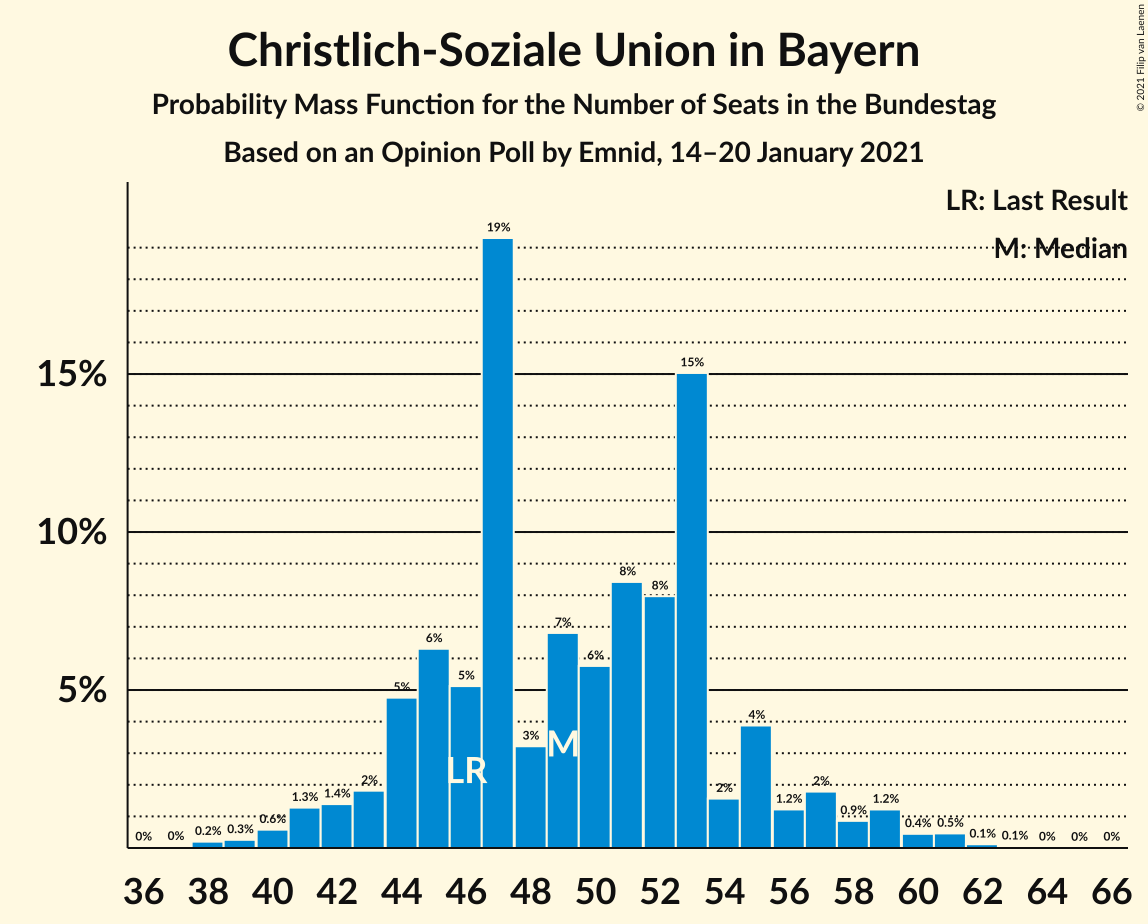 Christlich-Soziale Union in Bayern
Probability Mass Function for the Number of Seats in the Bundestag
Based on an Opinion Poll by Emnid, 14–20 January 2021
© 2021 Filip van Laenen
LR: Last Result
M: Median
15%
10%
5%
0% 0% 0.2% 0.3% 0.6% 1.3% 1.4% 2% 5% 6% 5% 19% 3% 7% 6% 8% 8% 15% 2% 4% 1.2% 2% 0.9% 1.2% 0.4% 0.5% 0.1% 0.1% 0% 0% 0%
LR M
36 38 40 42 44 46 48 50 52 54 56 58 60 62 64 66